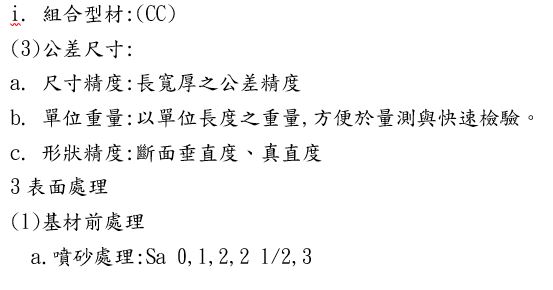 i. 組合型材:(CC)
(3)公差尺寸:
a. 尺寸精度:長寬厚之公差精度
b. 單位重量:以單位長度之重量,方便於量測與快速檢驗。
c. 形狀精度:斷面垂直度、真直度
3表面處理
(1)基材前處理
a.噴砂處理:Sa 0,1,2,2 1/2,3